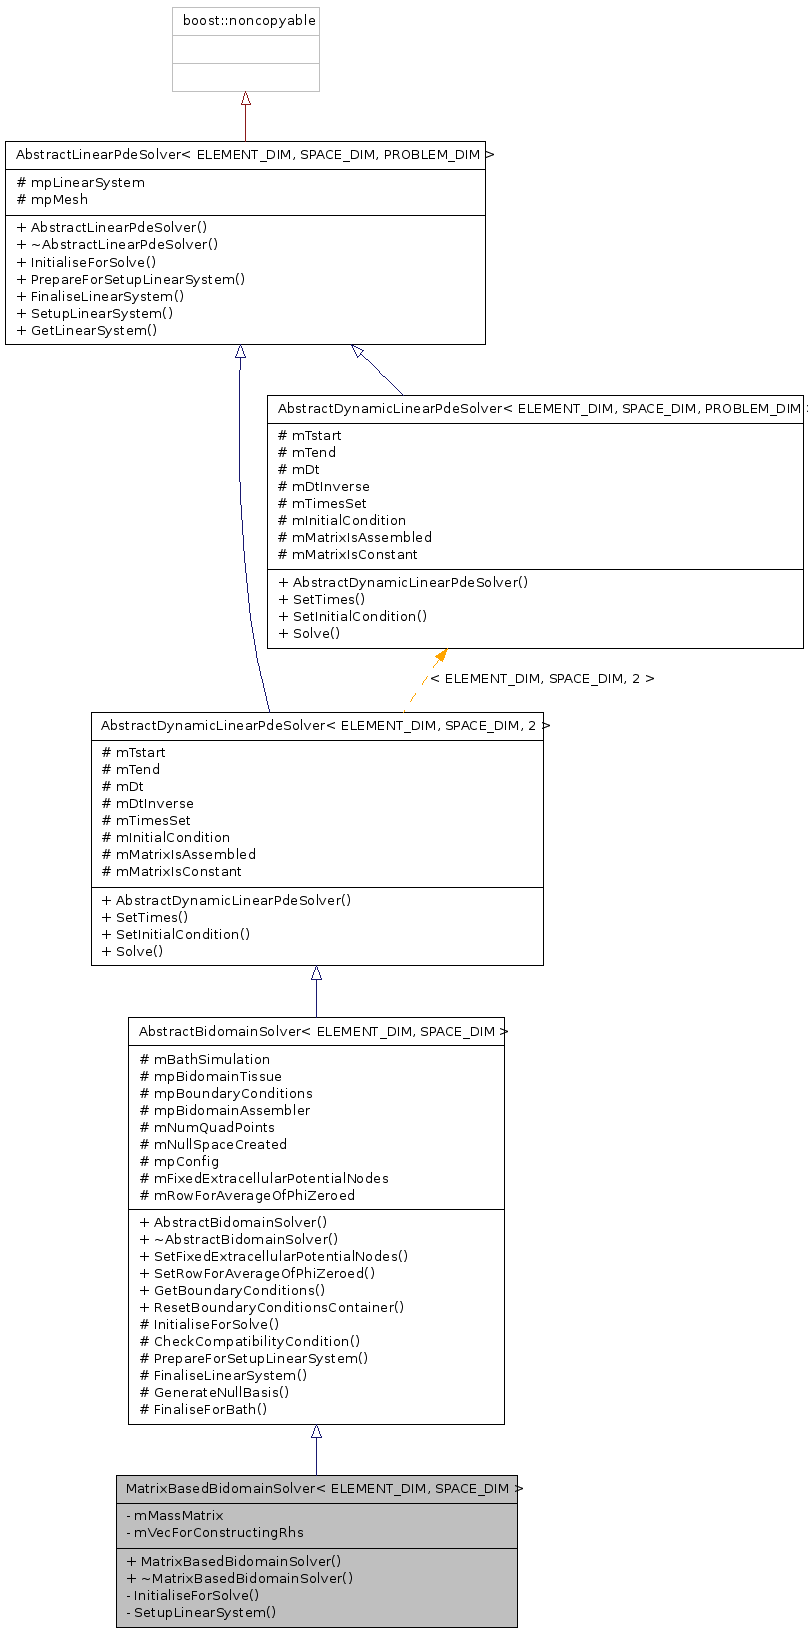 boost::noncopyable
AbstractLinearPdeSolver< ELEMENT_DIM, SPACE_DIM, PROBLEM_DIM >
# mpLinearSystem
# mpMesh
+ AbstractLinearPdeSolver()
+ ~AbstractLinearPdeSolver()
+ InitialiseForSolve()
+ PrepareForSetupLinearSystem()
+ FinaliseLinearSystem()
+ SetupLinearSystem()
+ GetLinearSystem()
AbstractDynamicLinearPdeSolver< ELEMENT_DIM, SPACE_DIM, PROBLEM_DIM >
# mTstart
# mTend
# mDt
# mDtInverse
# mTimesSet
# mInitialCondition
# mMatrixIsAssembled
# mMatrixIsConstant
+ AbstractDynamicLinearPdeSolver()
+ SetTimes()
+ SetInitialCondition()
+ Solve()
< ELEMENT_DIM, SPACE_DIM, 2 >
AbstractDynamicLinearPdeSolver< ELEMENT_DIM, SPACE_DIM, 2 >
# mTstart
# mTend
# mDt
# mDtInverse
# mTimesSet
# mInitialCondition
# mMatrixIsAssembled
# mMatrixIsConstant
+ AbstractDynamicLinearPdeSolver()
+ SetTimes()
+ SetInitialCondition()
+ Solve()
AbstractBidomainSolver< ELEMENT_DIM, SPACE_DIM >
# mBathSimulation
# mpBidomainTissue
# mpBoundaryConditions
# mpBidomainAssembler
# mNumQuadPoints
# mNullSpaceCreated
# mpConfig
# mFixedExtracellularPotentialNodes
# mRowForAverageOfPhiZeroed
+ AbstractBidomainSolver()
+ ~AbstractBidomainSolver()
+ SetFixedExtracellularPotentialNodes()
+ SetRowForAverageOfPhiZeroed()
+ GetBoundaryConditions()
+ ResetBoundaryConditionsContainer()
# InitialiseForSolve()
# CheckCompatibilityCondition()
# PrepareForSetupLinearSystem()
# FinaliseLinearSystem()
# GenerateNullBasis()
# FinaliseForBath()
MatrixBasedBidomainSolver< ELEMENT_DIM, SPACE_DIM >
- mMassMatrix
- mVecForConstructingRhs
+ MatrixBasedBidomainSolver()
+ ~MatrixBasedBidomainSolver()
- InitialiseForSolve()
- SetupLinearSystem()